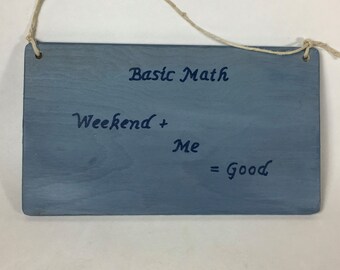 Basic Math
Weekend +
Me
= Good